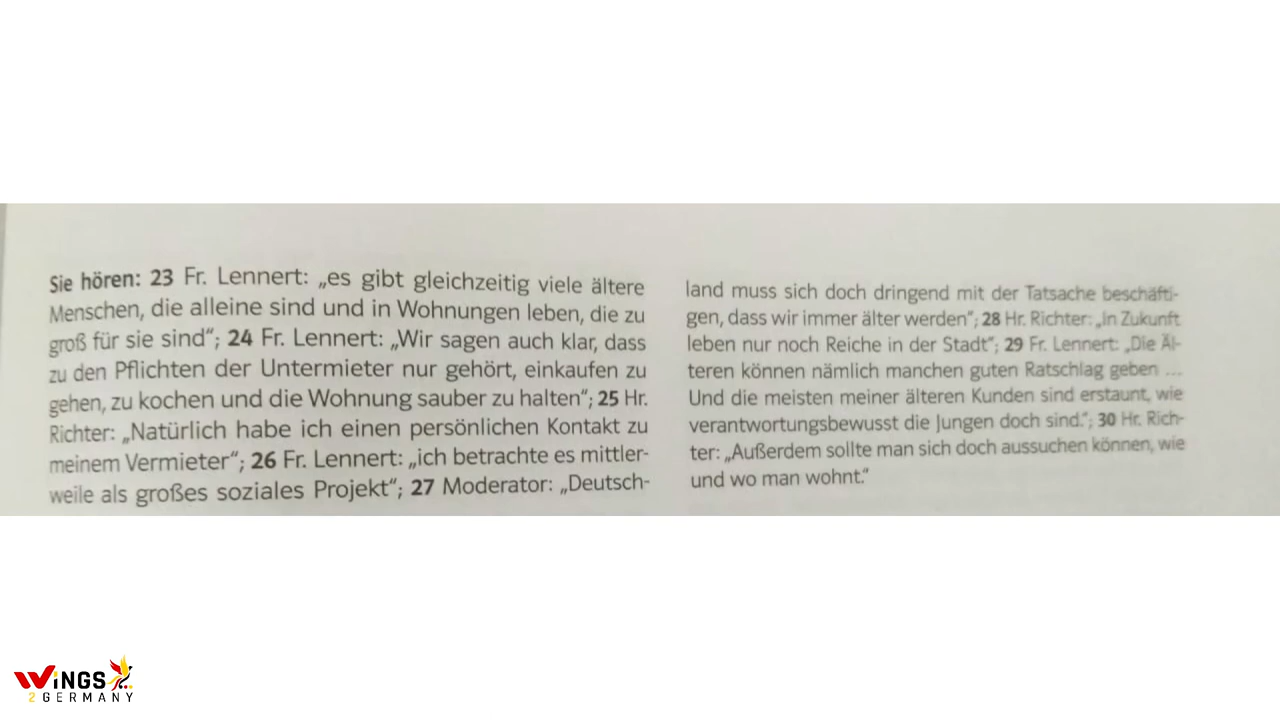 Sie hören: 23 Fr. Lennert: „es gibt gleichzeitig viele ältere
Menschen, die alleine sind und in Wohnungen leben, die zu
groß für sie sind“; 24 Fr. Lennert: „Wir sagen auch klar, dass
zu den Pflichten der Untermieter nur gehört, einkaufen zu
gehen, zu kochen und die Wohnung sauber zu halten“; 25 Hr.
Richter: „Natürlich habe ich einen persönlichen Kontakt zu
meinem Vermieter“; 26 Fr. Lennert: „ich betrachte es mittler-
weile als großes soziales Projekt“; 27 Moderator: „Deutsch-
land muss sich doch dringend mit der Tatsache beschäfti-
gen, dass wir immer älter werden“; 28 Hr. Richter: „In Zukunft
leben nur noch Reiche in der Stadt“; 29 Fr. Lennert: „Die Äl-
teren können nämlich manchen guten Ratschlag geben ...
Und die meisten meiner älteren Kunden sind erstaunt, wie
verantwortungsbewusst die Jungen doch sind.“; 30 Hr. Rich-
ter: „Außerdem sollte man sich doch aussuchen können, wie
und wo man wohnt.“
WINGS
2 GERMANY